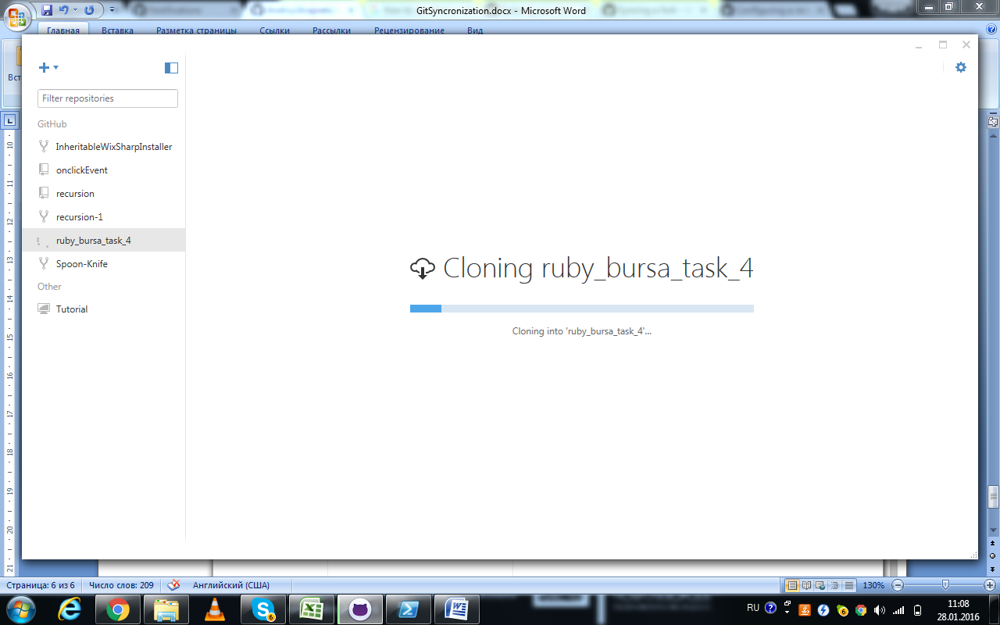 GitSyncronization.docx - Microsoft Word
Главная Вставка Разметка страницы Ссылки Рассылки Рецензирование Вид
Вст
Filter repositories
GitHub
InheritableWixSharpInstaller
onclickEvent
recursion
recursion-1
ruby_bursa_task_4
Spoon-Knife
Other
Tutorial
Cloning ruby_bursa_task_4
Cloning into 'ruby_bursa_task_4'...
10
11
12
13
14
15
16
17
18
19
20
21
Страница: 6 из 6 Число слов: 209 Английский (США) 130%
RU 11:08
28.01.2016